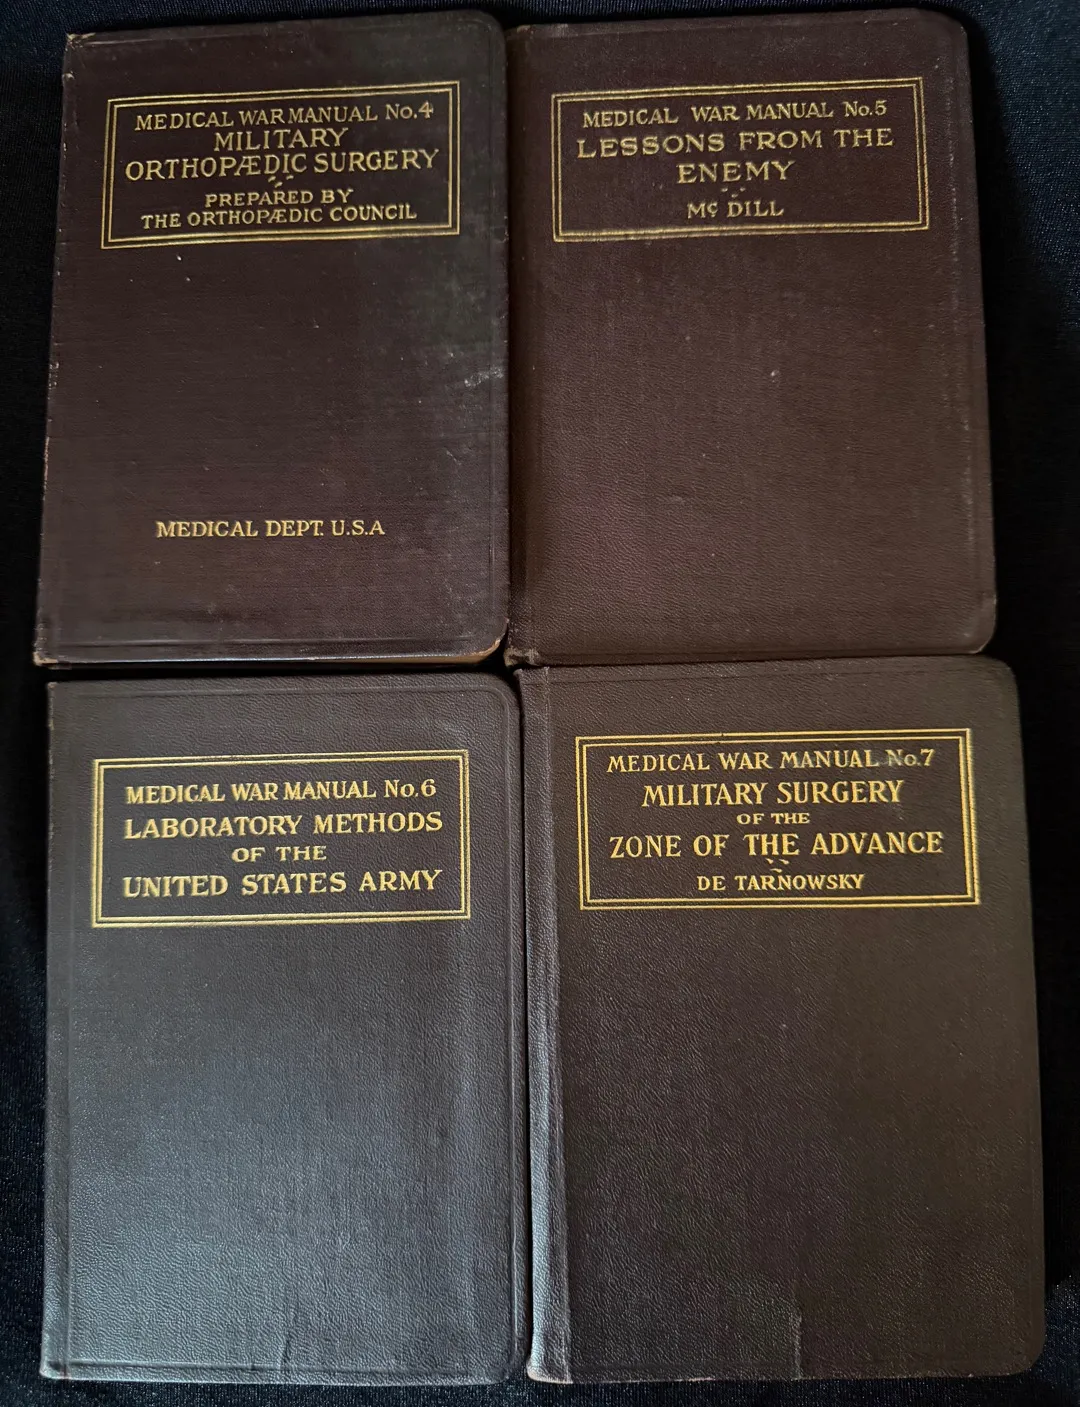 MEDICAL WAR MANUAL No.4
MILITARY
ORTHOPÆDIC SURGERY
PREPARED BY
THE ORTHOPÆDIC COUNCIL
MEDICAL DEPT. U.S.A
MEDICAL WAR MANUAL No.5
LESSONS FROM THE
ENEMY
Mc DILL
MEDICAL WAR MANUAL No.6
LABORATORY METHODS
OF THE
UNITED STATES ARMY
MEDICAL WAR MANUAL No.7
MILITARY SURGERY
OF THE
ZONE OF THE ADVANCE
DE TARNOWSKY